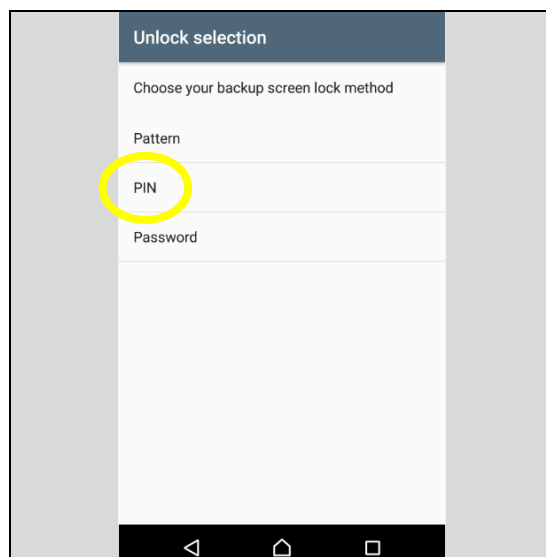 Unlock selection
Choose your backup screen lock method
Pattern
PIN
Password